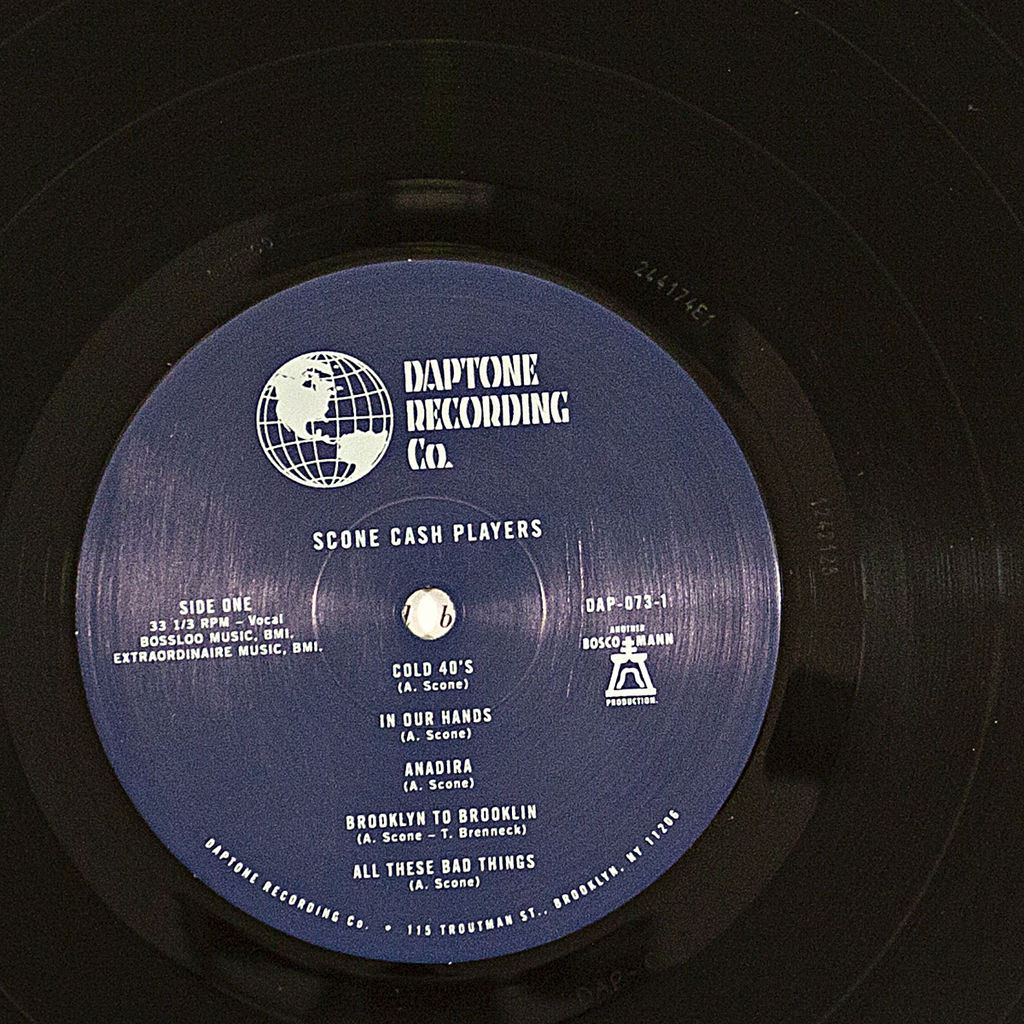 244174E1
DAPTONE
RECORDING
Co.
SCONE CASH PLAYERS
SIDE ONE
33 1/3 RPM – Vocal
BOSSLOO MUSIC, BMI.
EXTRAORDINAIRE MUSIC, BMI.
DAP-073-1
ANOTHER
BOSCO MANN
PRODUCTION.
COLD 40'S
(A. Scone)
IN OUR HANDS
(A. Scone)
ANADIRA
(A. Scone)
BROOKLYN TO BROOKLIN
(A. Scone – T. Brenneck)
ALL THESE BAD THINGS
(A. Scone)
DAPTONE RECORDING Co. • 115 TROUTMAN ST., BROOKLYN, NY 11206